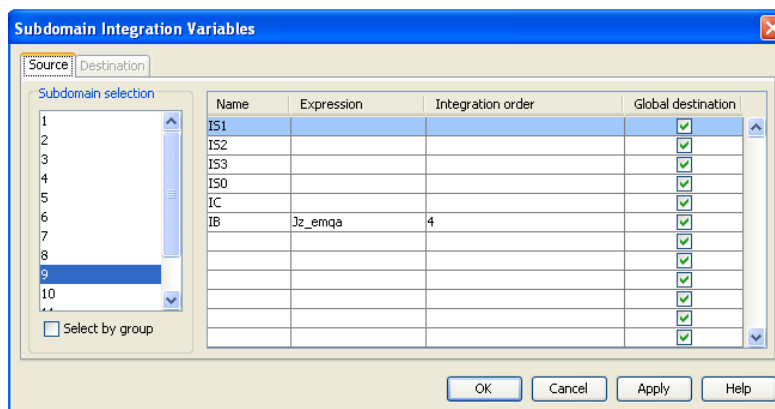 Subdomain Integration Variables
Source Destination
Subdomain selection
1
2
3
4
5
6
7
8
9
10
Select by group
Name Expression Integration order Global destination
IS1
IS2
IS3
IS0
IC
IB Jz_emqa 4
OK Cancel Apply Help